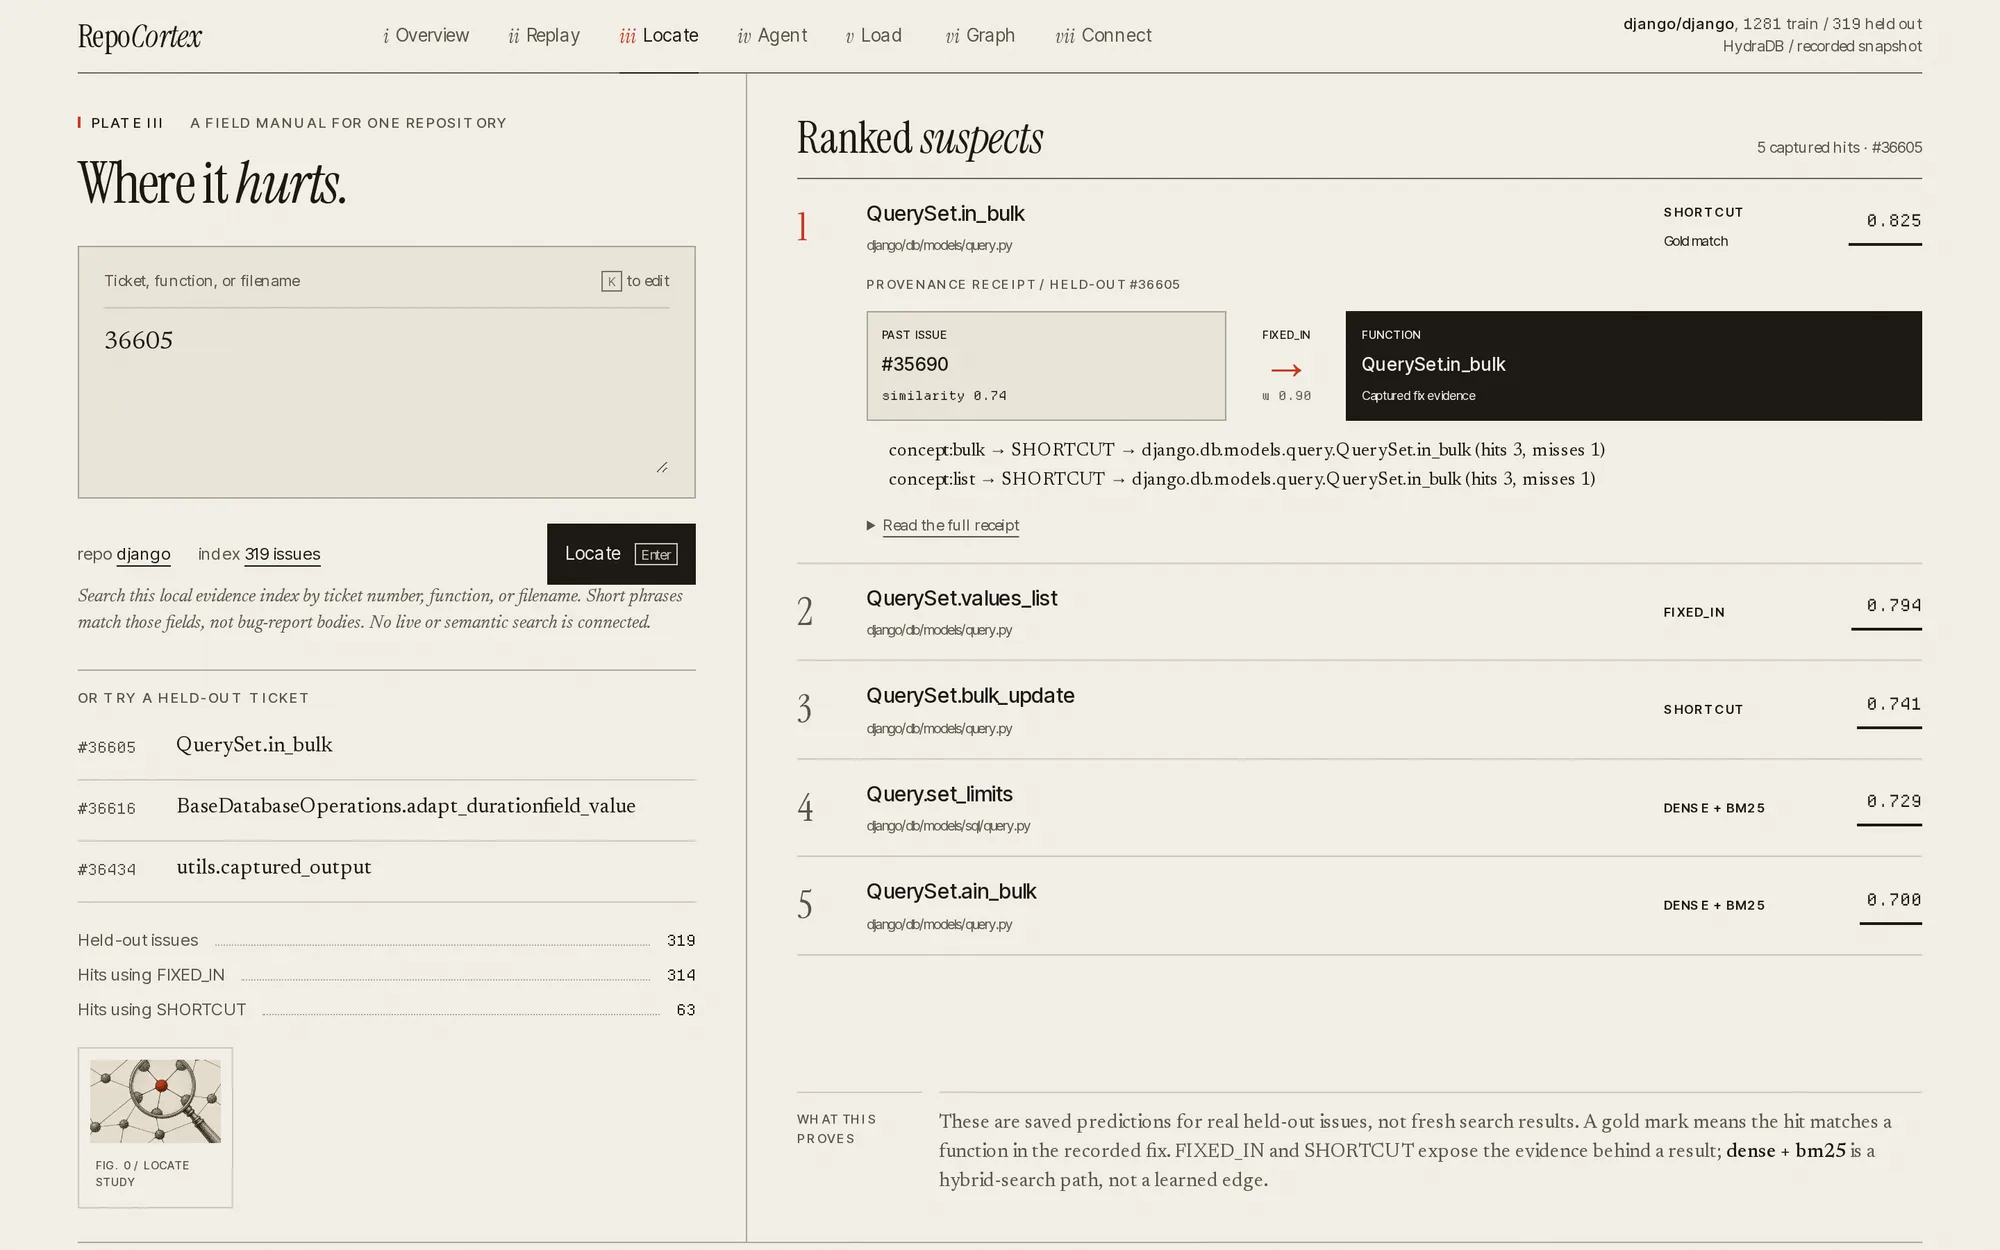 RepoCortex
i Overview
ii Replay
iii Locate
iv Agent
v Load
vi Graph
vii Connect
django/django, 1281 train / 319 held out
HydraDB / recorded snapshot
PLATE III
A FIELD MANUAL FOR ONE REPOSITORY
Where it hurts.
Ticket, function, or filename
K to edit
36605
repo django
index 319 issues
Locate Enter
Search this local evidence index by ticket number, function, or filename. Short phrases
match those fields, not bug-report bodies. No live or semantic search is connected.
OR TRY A HELD-OUT TICKET
#36605 QuerySet.in_bulk
#36616 BaseDatabaseOperations.adapt_durationfield_value
#36434 utils.captured_output
Held-out issues 319
Hits using FIXED_IN 314
Hits using SHORTCUT 63
FIG. 0 / LOCATE
STUDY
Ranked suspects
5 captured hits · #36605
1
QuerySet.in_bulk
django/db/models/query.py
SHORTCUT
Gold match
0.825
PROVENANCE RECEIPT / HELD-OUT #36605
PAST ISSUE
#35690
similarity 0.74
FIXED_IN
→
w 0.90
FUNCTION
QuerySet.in_bulk
Captured fix evidence
concept:bulk → SHORTCUT → django.db.models.query.QuerySet.in_bulk (hits 3, misses 1)
concept:list → SHORTCUT → django.db.models.query.QuerySet.in_bulk (hits 3, misses 1)
▶ Read the full receipt
2
QuerySet.values_list
django/db/models/query.py
FIXED_IN
0.794
3
QuerySet.bulk_update
django/db/models/query.py
SHORTCUT
0.741
4
Query.set_limits
django/db/models/sql/query.py
DENSE + BM25
0.729
5
QuerySet.ain_bulk
django/db/models/query.py
DENSE + BM25
0.700
WHAT THIS
PROVES
These are saved predictions for real held-out issues, not fresh search results. A gold mark means the hit matches a
function in the recorded fix. FIXED_IN and SHORTCUT expose the evidence behind a result; dense + bm25 is a
hybrid-search path, not a learned edge.